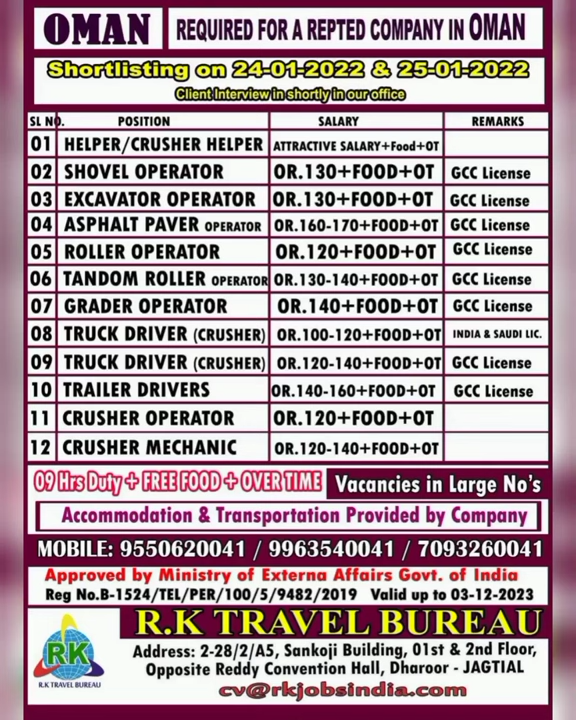 OMAN REQUIRED FOR A REPTED COMPANY IN OMAN
Shortlisting on 24-01-2022 & 25-01-2022
Client Interview in shortly in our office
SL NO. POSITION SALARY REMARKS
01 HELPER/CRUSHER HELPER ATTRACTIVE SALARY+Food+OT
02 SHOVEL OPERATOR OR.130+FOOD+OT GCC License
03 EXCAVATOR OPERATOR OR.130+FOOD+OT GCC License
04 ASPHALT PAVER OPERATOR OR.160-170+FOOD+OT GCC License
05 ROLLER OPERATOR OR.120+FOOD+OT GCC License
06 TANDOM ROLLER OPERATOR OR.130-140+FOOD+OT GCC License
07 GRADER OPERATOR OR.140+FOOD+OT GCC License
08 TRUCK DRIVER (CRUSHER) OR.100-120+FOOD+OT INDIA & SAUDI LIC.
09 TRUCK DRIVER (CRUSHER) OR.120-140+FOOD+OT GCC License
10 TRAILER DRIVERS OR.140-160+FOOD+OT GCC License
11 CRUSHER OPERATOR OR.120+FOOD+OT
12 CRUSHER MECHANIC OR.120-140+FOOD+OT
09 Hrs Duty + FREE FOOD + OVER TIME Vacancies in Large No's
Accommodation & Transportation Provided by Company
MOBILE: 9550620041 / 9963540041 / 7093260041
Approved by Ministry of Externa Affairs Govt. of India
Reg No.B-1524/TEL/PER/100/5/9482/2019 Valid up to 03-12-2023
R.K TRAVEL BUREAU
Address: 2-28/2/A5, Sankoji Building, 01st & 2nd Floor,
Opposite Reddy Convention Hall, Dharoor - JAGTIAL
cv@rkjobsindia.com
RK
R.K TRAVEL BUREAU